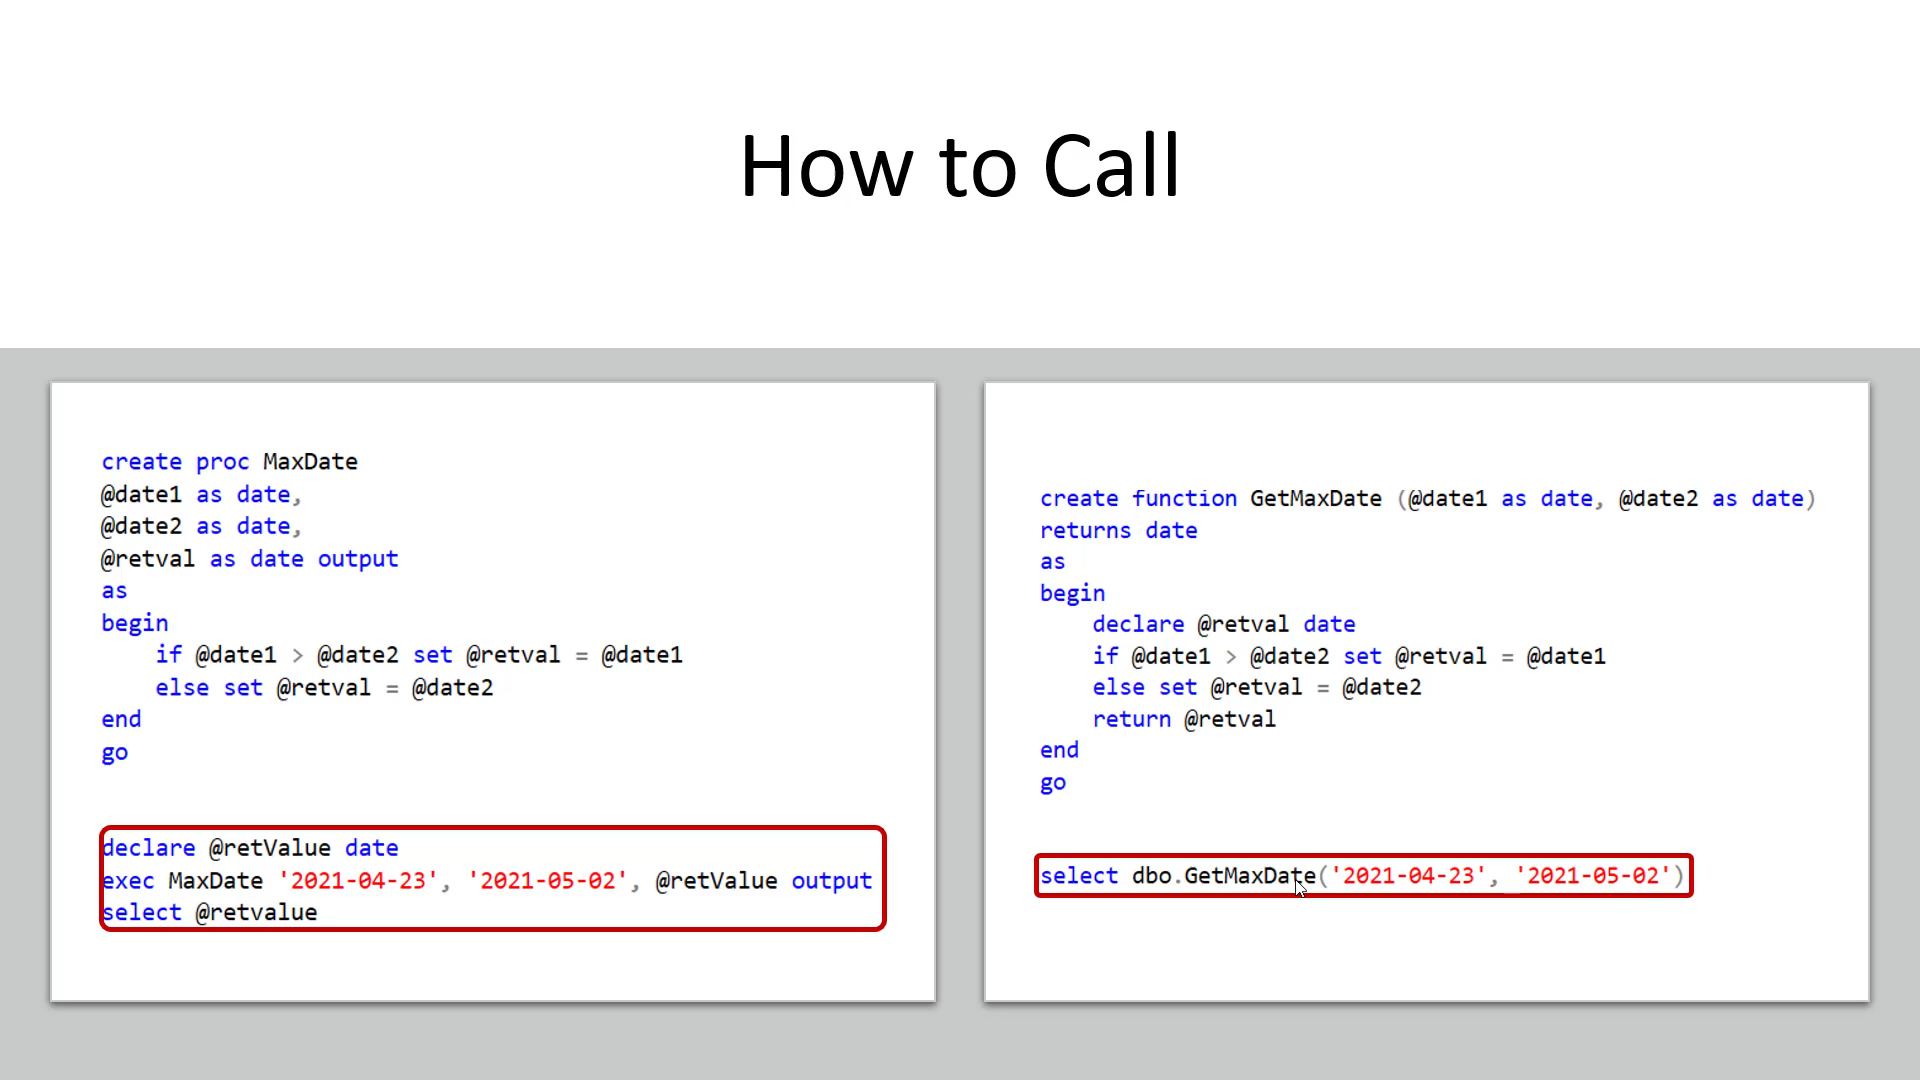 How to Call
create proc MaxDate
@date1 as date,
@date2 as date,
@retval as date output
as
begin
    if @date1 > @date2 set @retval = @date1
    else set @retval = @date2
end
go
declare @retValue date
exec MaxDate '2021-04-23', '2021-05-02', @retValue output
select @retvalue
create function GetMaxDate (@date1 as date, @date2 as date)
returns date
as
begin
    declare @retval date
    if @date1 > @date2 set @retval = @date1
    else set @retval = @date2
    return @retval
end
go
select dbo.GetMaxDate('2021-04-23', '2021-05-02')